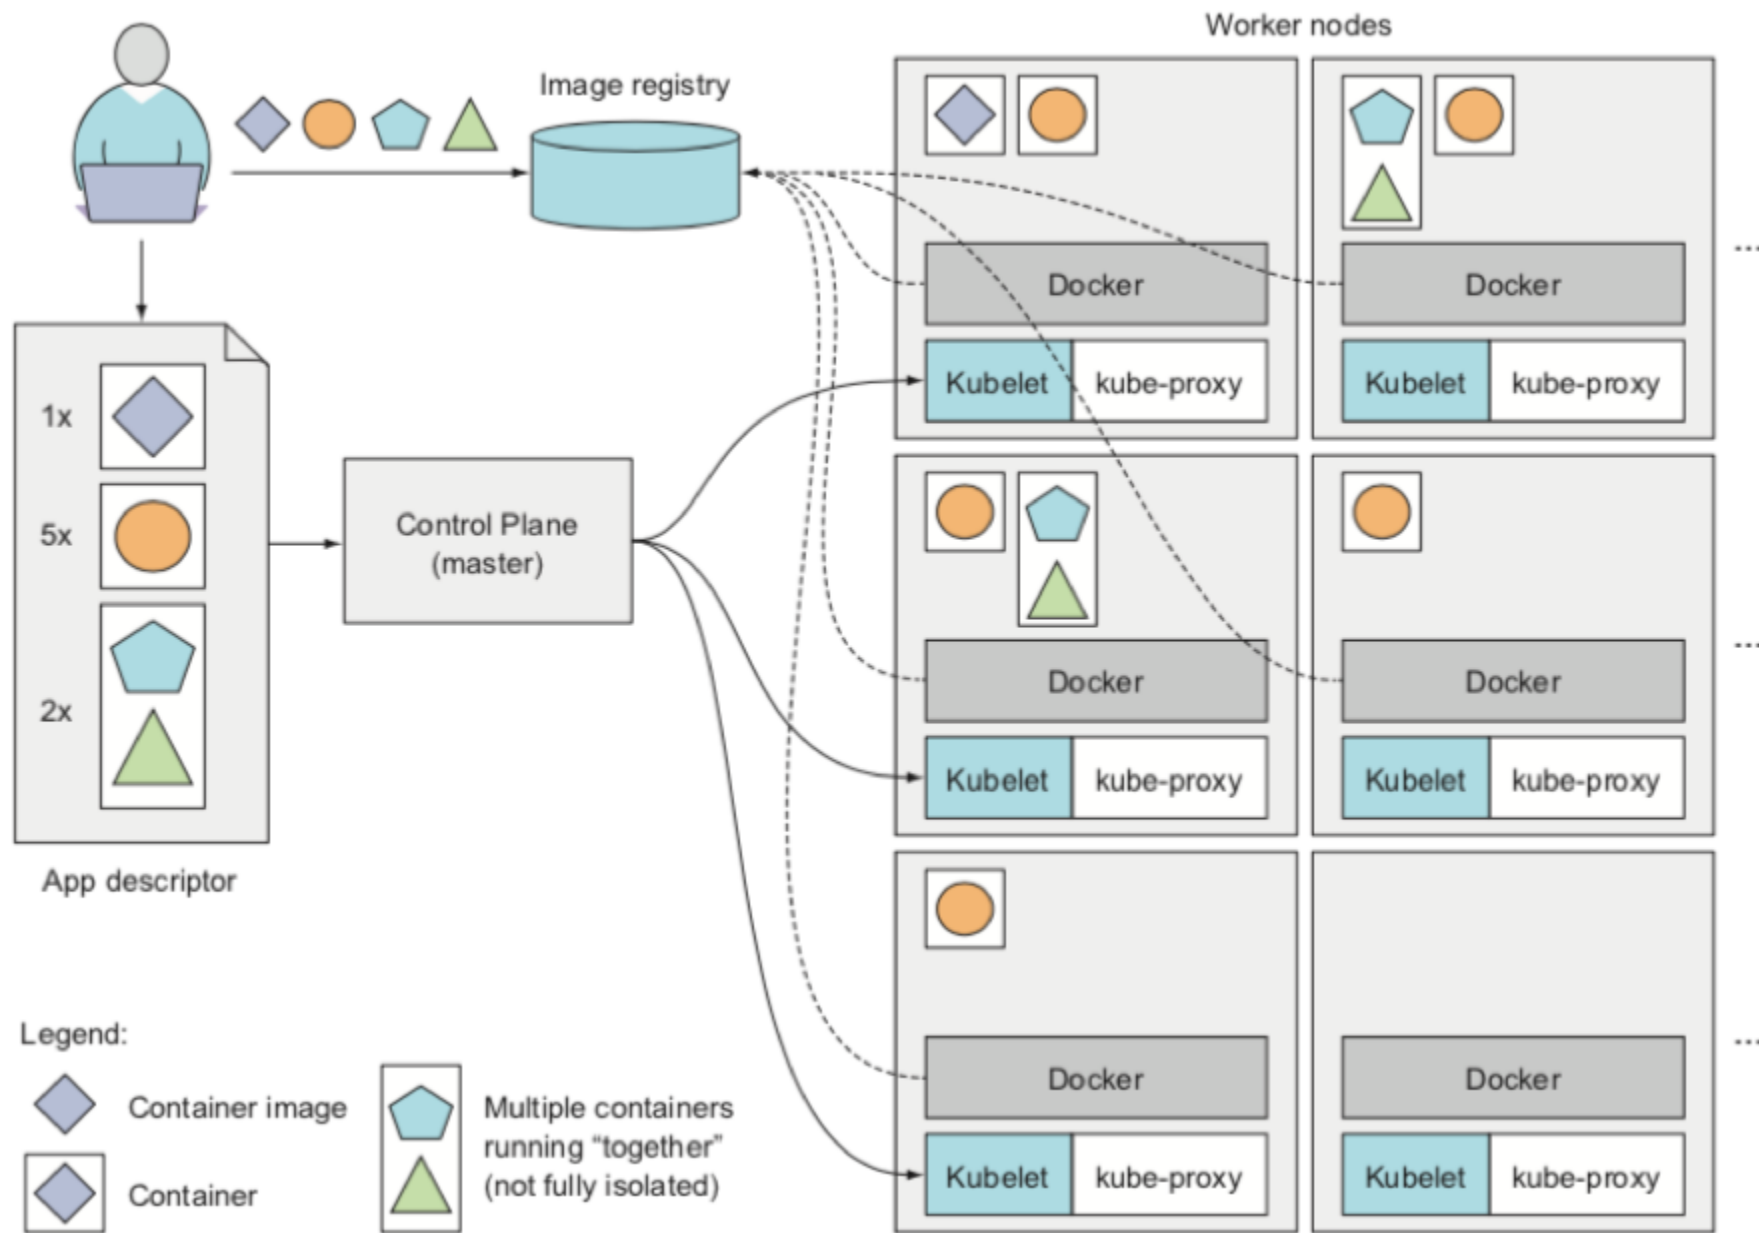 Worker nodes
Image registry
Docker
Docker
Kubelet
kube-proxy
Kubelet
kube-proxy
1x
5x
2x
Control Plane
(master)
Docker
Docker
Kubelet
kube-proxy
Kubelet
kube-proxy
App descriptor
Docker
Docker
Kubelet
kube-proxy
Kubelet
kube-proxy
Legend:
Container image
Container
Multiple containers
running “together”
(not fully isolated)